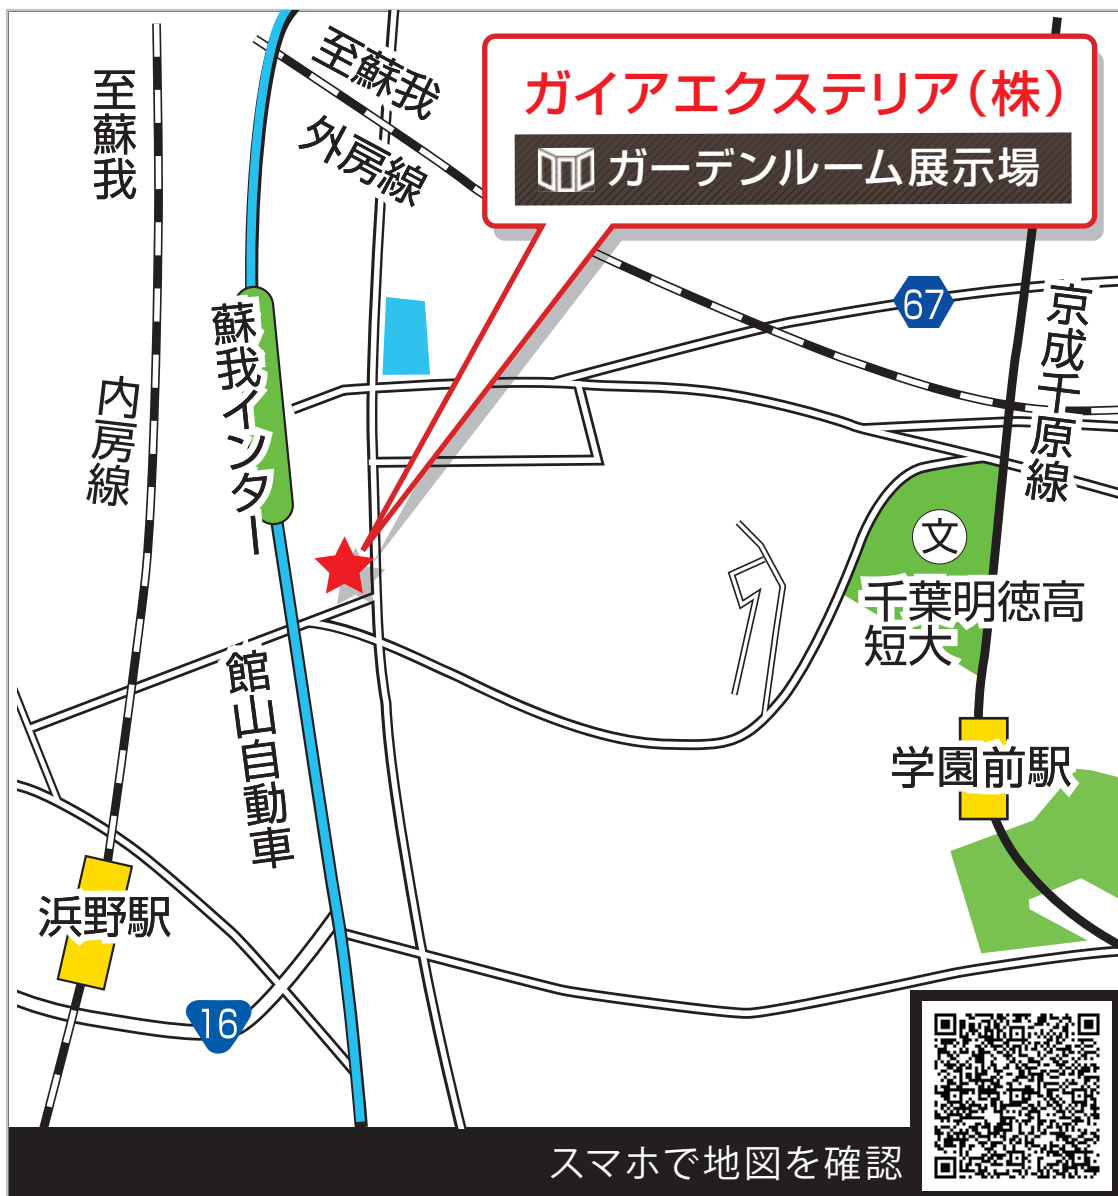 至蘇我
至蘇我
外房線
ガイアエクステリア（株）
ガーデンルーム展示場
67
京成千原線
蘇我インター
内房線
文
千葉明徳高
短大
館山自動車
学園前駅
浜野駅
16
スマホで地図を確認